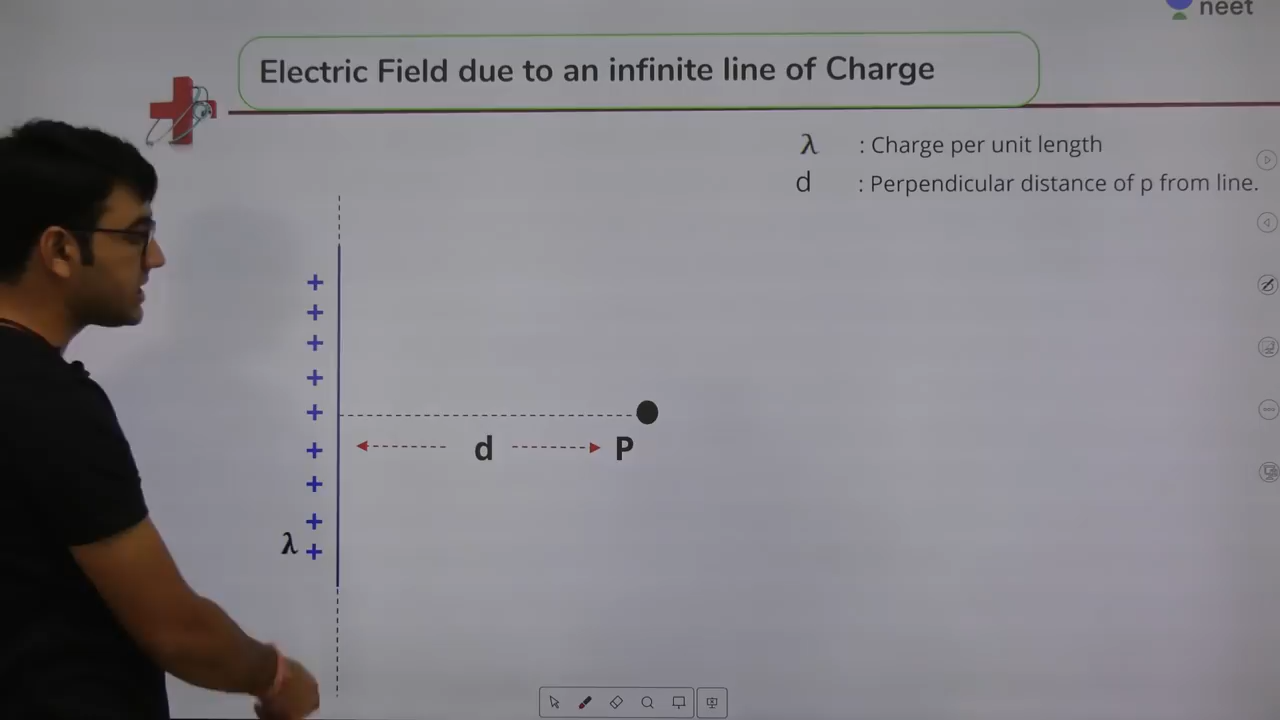 neet
Electric Field due to an infinite line of Charge
λ : Charge per unit length
d : Perpendicular distance of p from line.
+
+
+
+
+
d P
+
+
+
λ +